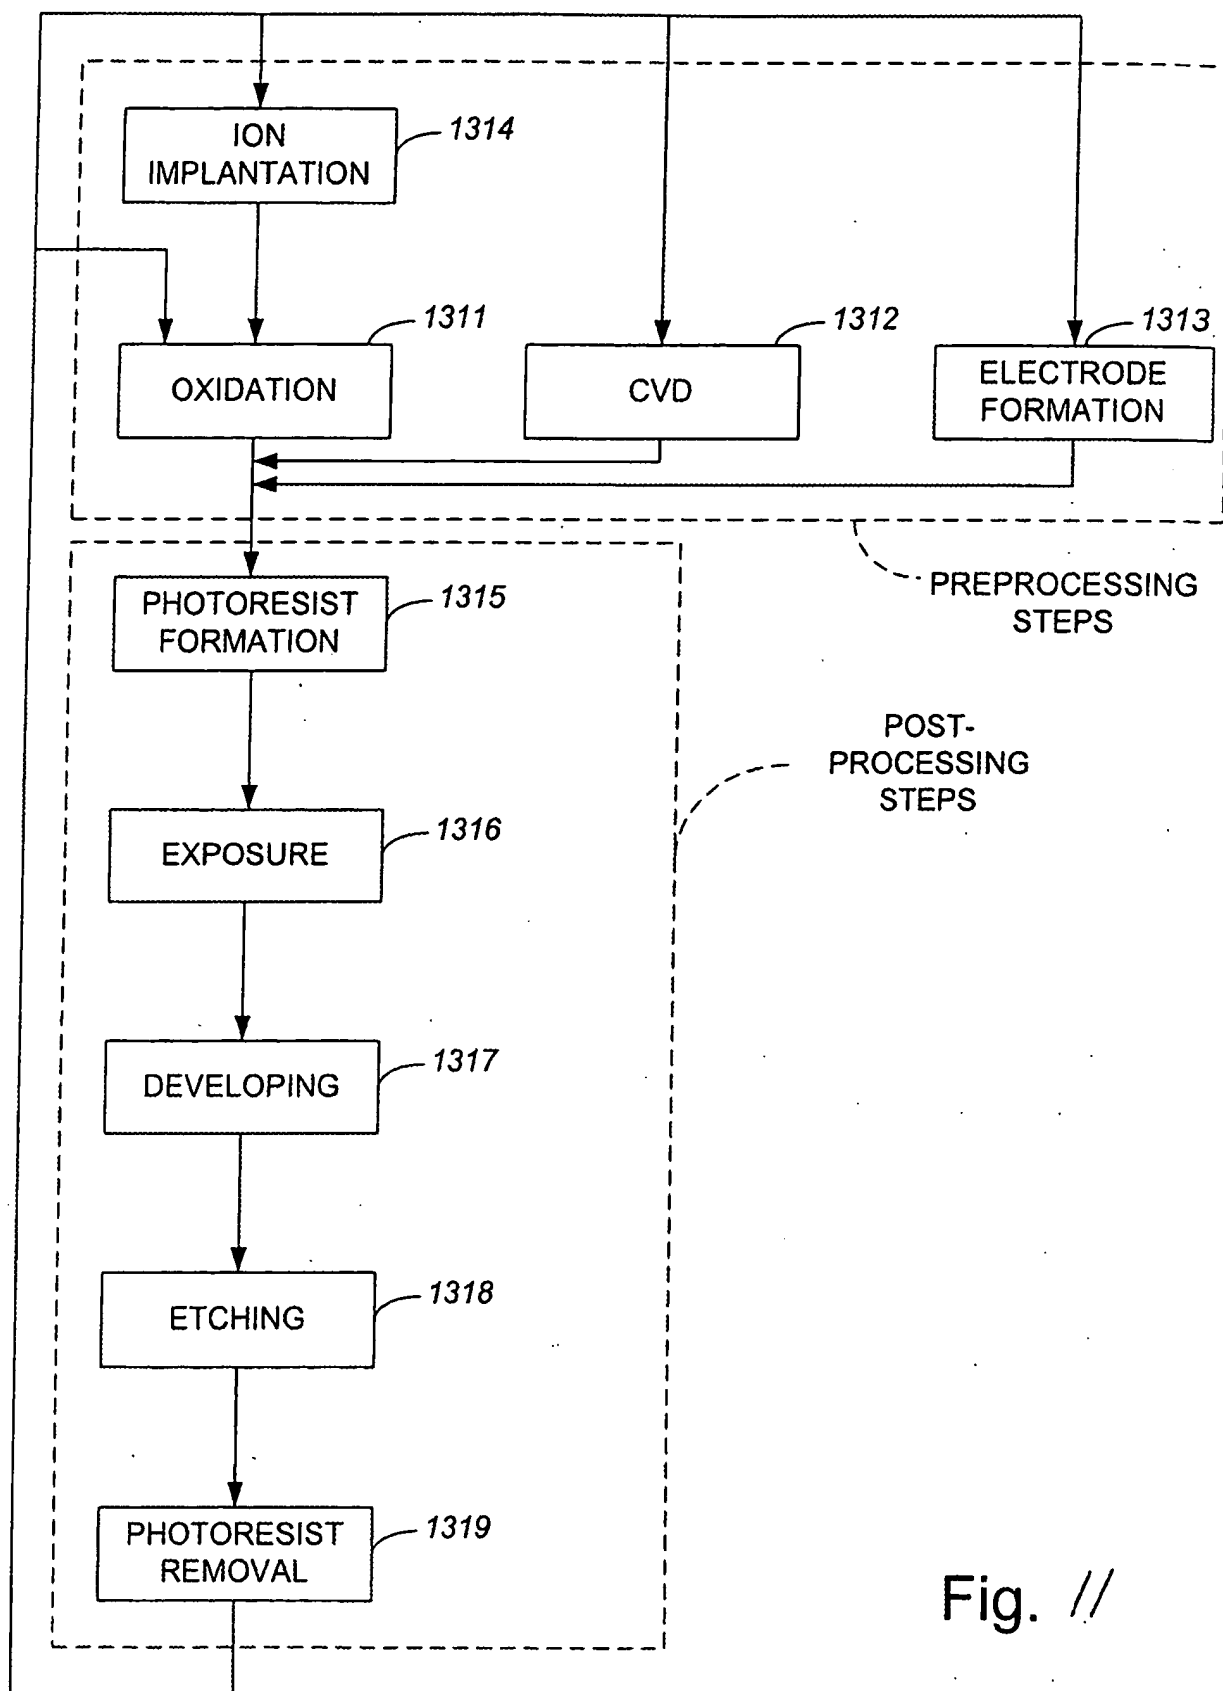 ION
IMPLANTATION
1314
1311
1312
1313
OXIDATION
CVD
ELECTRODE
FORMATION
PREPROCESSING
STEPS
PHOTORESIST
FORMATION
1315
POST-
PROCESSING
STEPS
EXPOSURE
1316
DEVELOPING
1317
ETCHING
1318
PHOTORESIST
REMOVAL
1319
Fig. 11